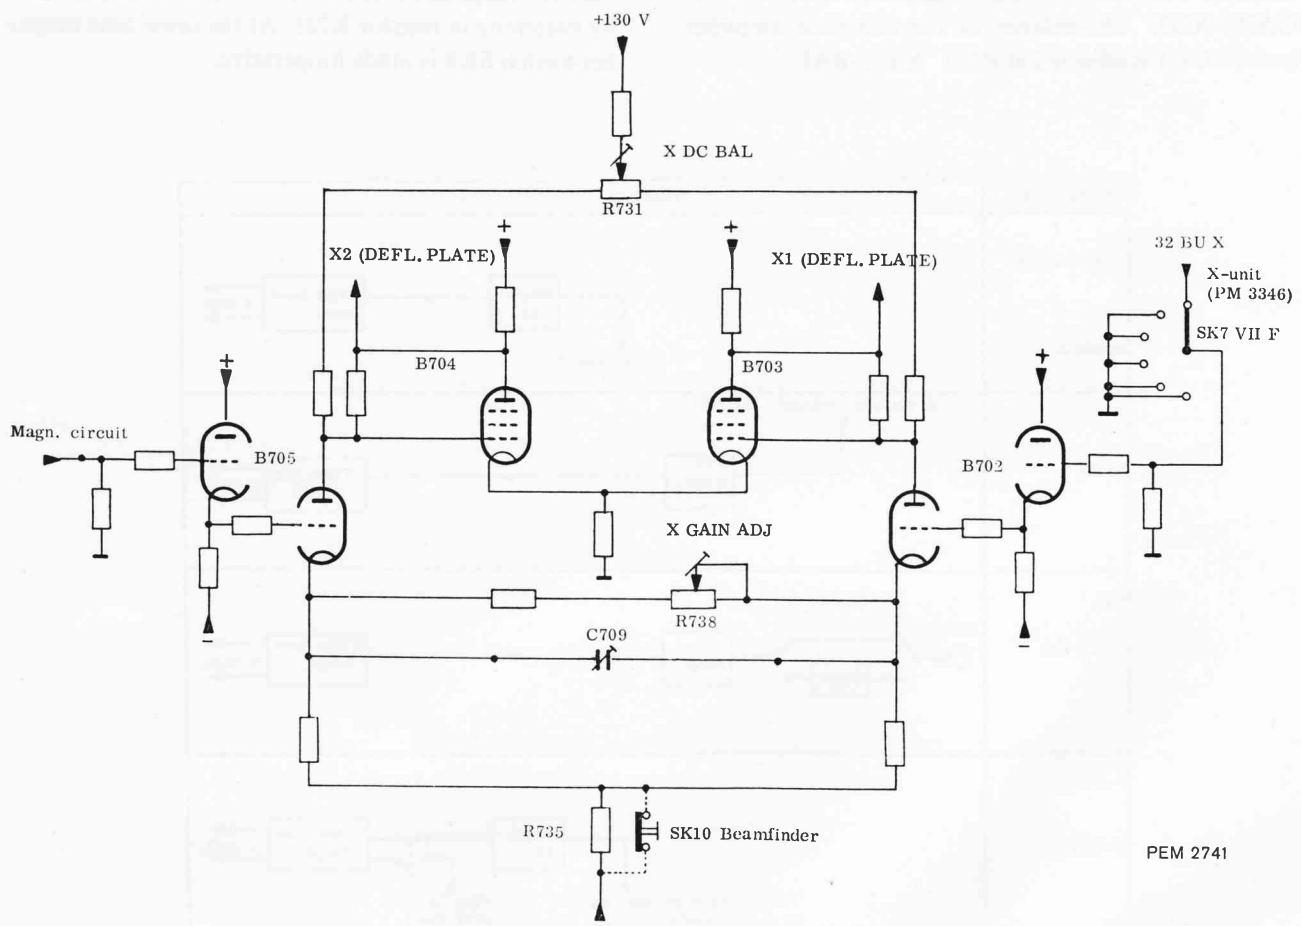 +130 V
X DC BAL
R731
+
+
X2 (DEFL. PLATE)
X1 (DEFL. PLATE)
32 BU X
X-unit
(PM 3346)
SK7 VII F
+
B704
B703
+
Magn. circuit
B705
B702
X GAIN ADJ
R738
C709
-
-
R735
SK10 Beamfinder
PEM 2741